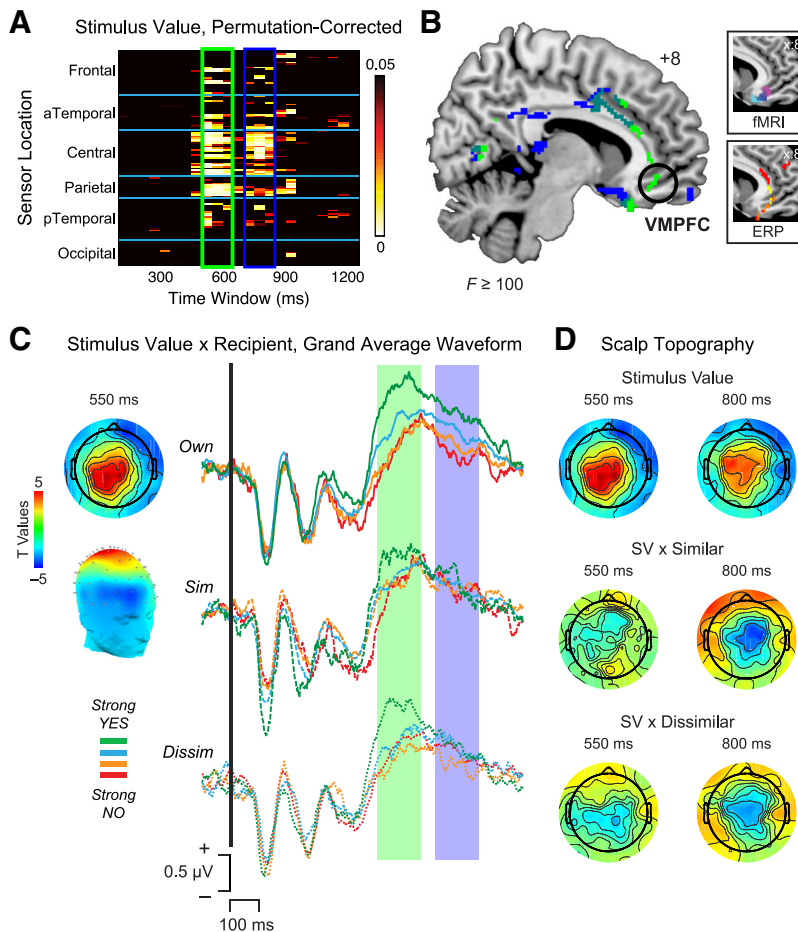 A
Stimulus Value, Permutation-Corrected
Sensor Location
Frontal
aTemporal
Central
Parietal
pTemporal
Occipital
300 600 900 1200
Time Window (ms)
0.05
0
B
+8
VMPFC
F ≥ 100
x:8
fMRI
x:8
ERP
C
Stimulus Value x Recipient, Grand Average Waveform
550 ms
5
T Values
–5
Strong
YES
Strong
NO
Own
Sim
Dissim
+
0.5 µV
–
100 ms
D
Scalp Topography
Stimulus Value
550 ms 800 ms
SV x Similar
550 ms 800 ms
SV x Dissimilar
550 ms 800 ms